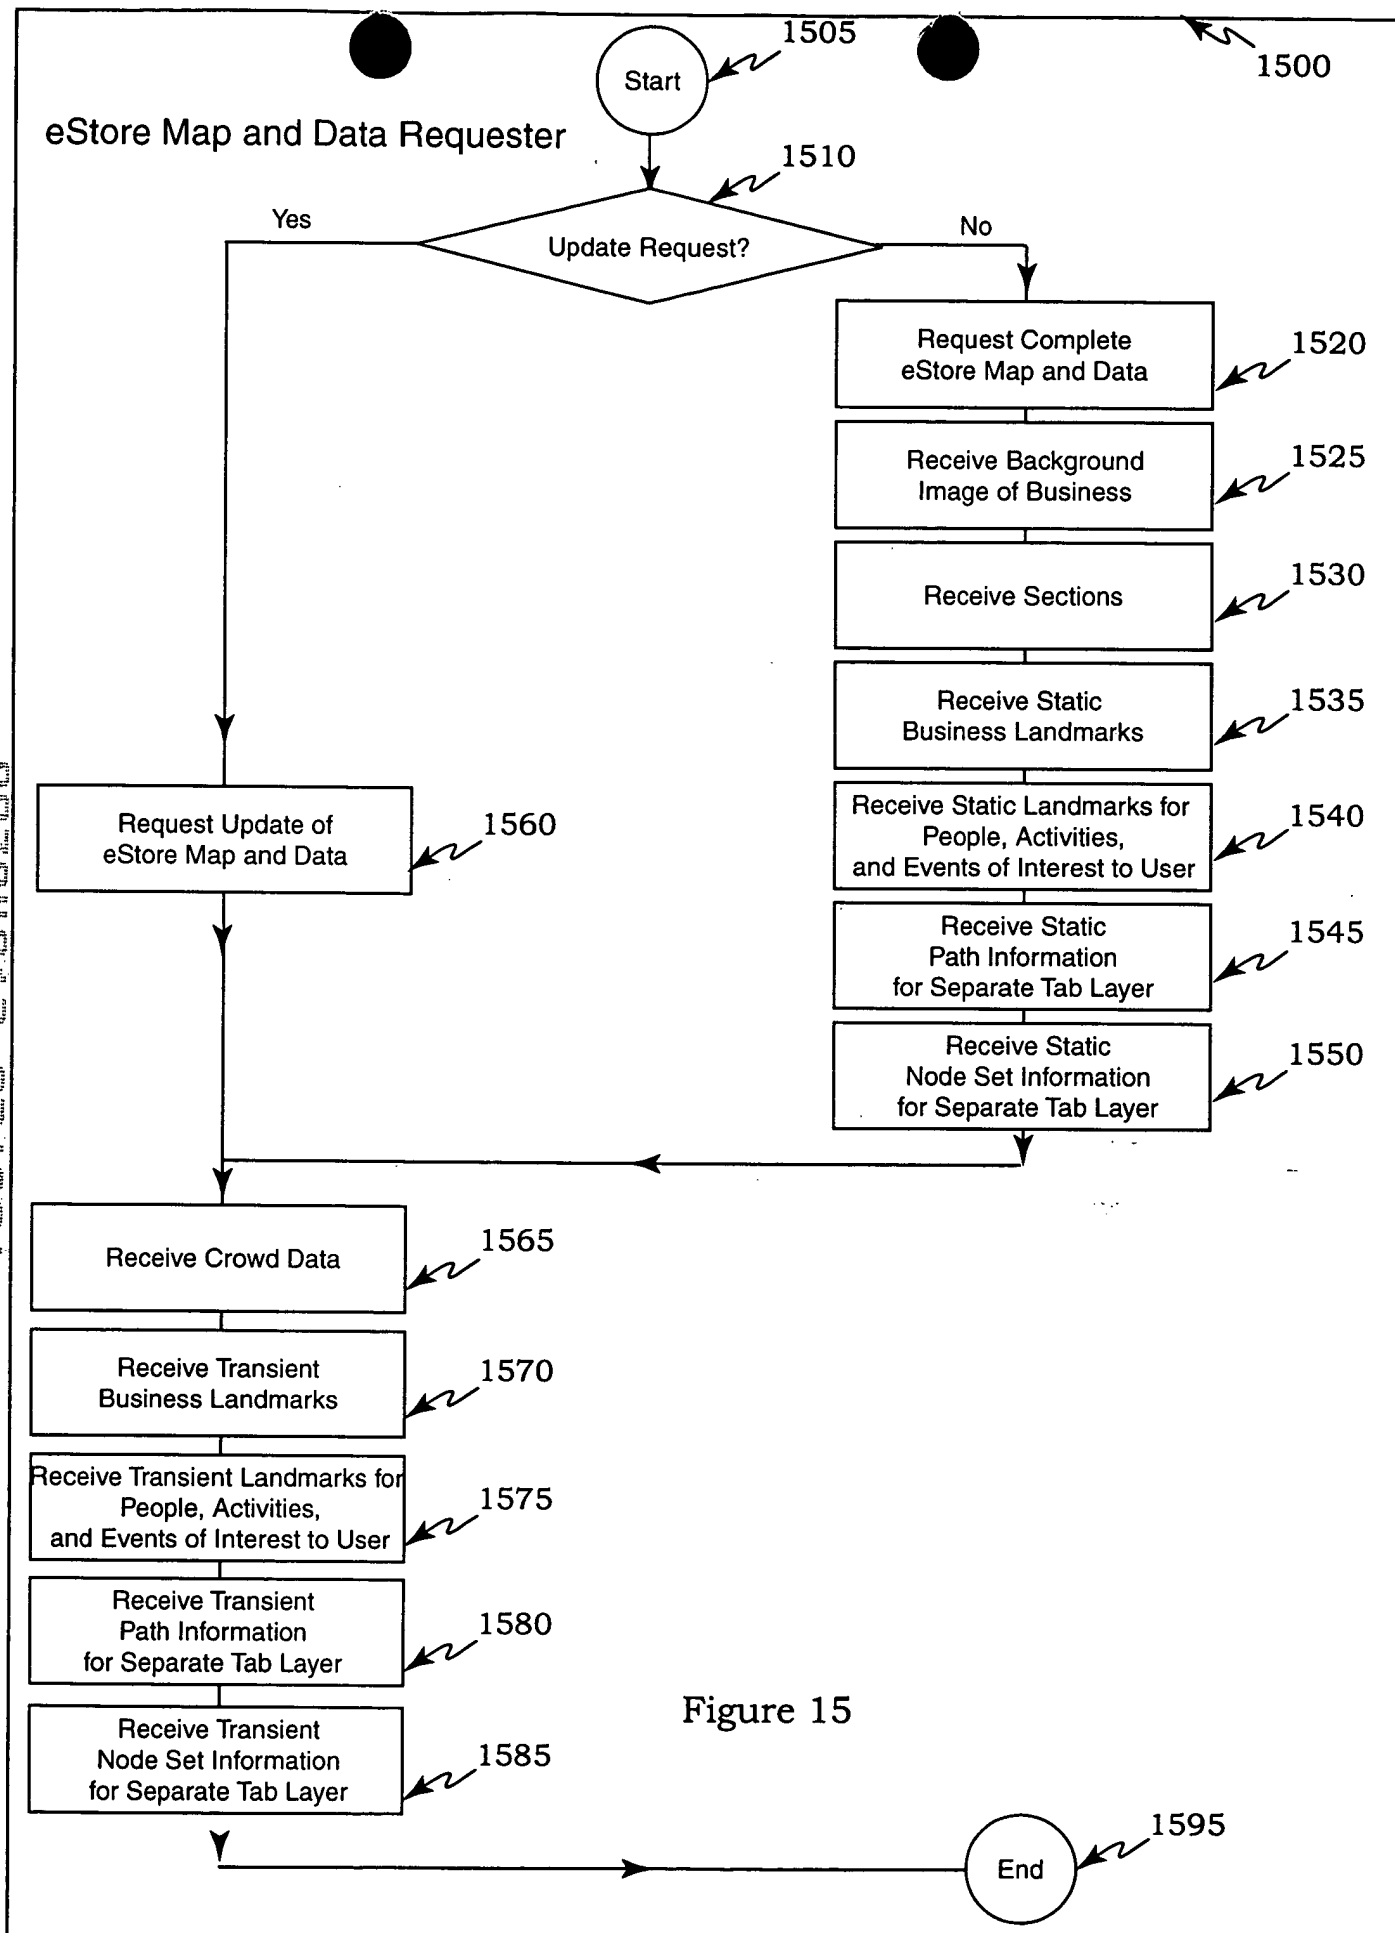 1505
1500
Start
eStore Map and Data Requester
1510
Yes
No
Update Request?
Request Complete
eStore Map and Data
1520
Receive Background
Image of Business
1525
Receive Sections
1530
Receive Static
Business Landmarks
1535
Receive Static Landmarks for
People, Activities,
and Events of Interest to User
1540
Receive Static
Path Information
for Separate Tab Layer
1545
Receive Static
Node Set Information
for Separate Tab Layer
1550
Request Update of
eStore Map and Data
1560
Receive Crowd Data
1565
Receive Transient
Business Landmarks
1570
Receive Transient Landmarks for
People, Activities,
and Events of Interest to User
1575
Receive Transient
Path Information
for Separate Tab Layer
1580
Receive Transient
Node Set Information
for Separate Tab Layer
1585
Figure 15
End
1595